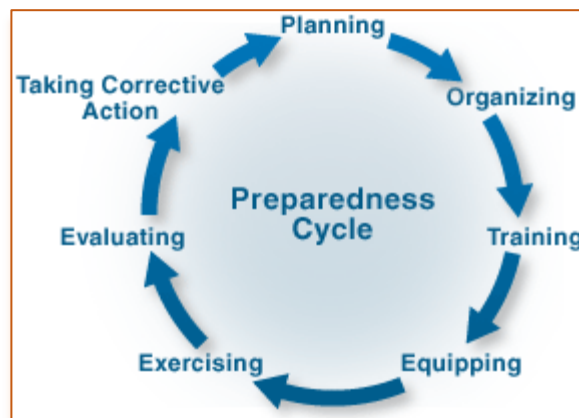 Planning
Organizing
Training
Equipping
Exercising
Evaluating
Taking Corrective
Action
Preparedness
Cycle